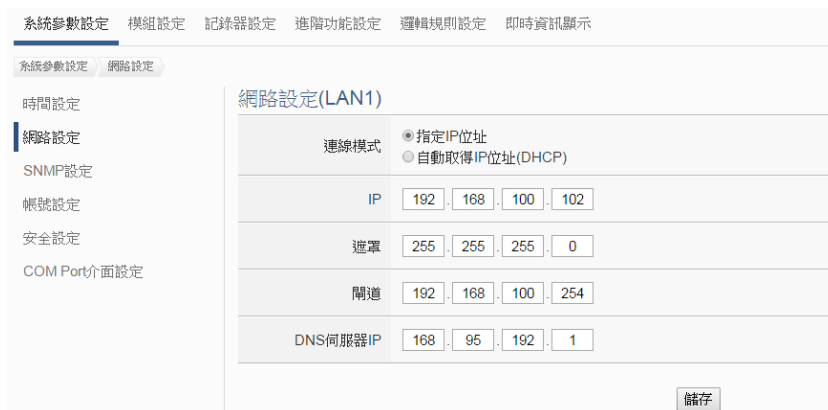 系統參數設定 模組設定 記錄器設定 進階功能設定 邏輯規則設定 即時資訊顯示
系統參數設定 網路設定
時間設定
網路設定
SNMP設定
帳號設定
安全設定
COM Port介面設定
網路設定(LAN1)
連線模式 指定IP位址
自動取得IP位址(DHCP)
IP 192 . 168 . 100 . 102
遮罩 255 . 255 . 255 . 0
閘道 192 . 168 . 100 . 254
DNS伺服器IP 168 . 95 . 192 . 1
儲存